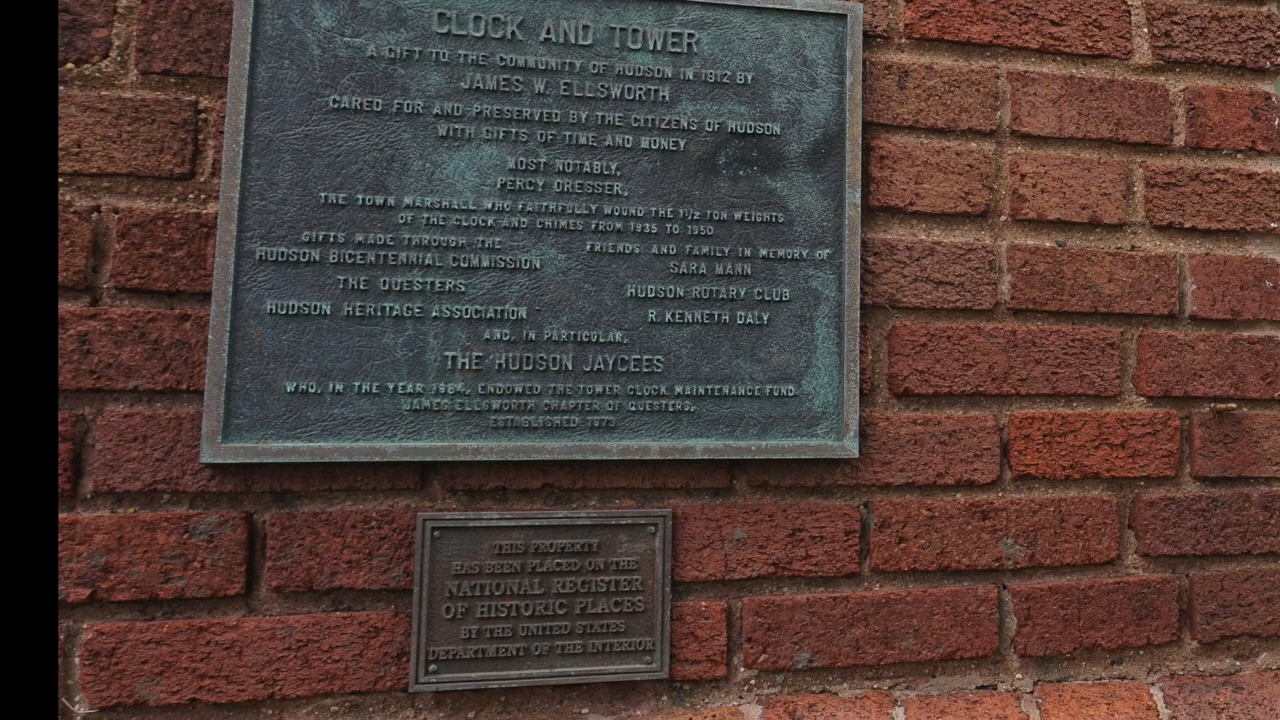 CLOCK AND TOWER
A GIFT TO THE COMMUNITY OF HUDSON IN 1912 BY
JAMES W. ELLSWORTH
CARED FOR AND PRESERVED BY THE CITIZENS OF HUDSON
WITH GIFTS OF TIME AND MONEY
MOST NOTABLY,
PERCY DRESSER,
THE TOWN MARSHALL WHO FAITHFULLY WOUND THE 1 1/2 TON WEIGHTS
OF THE CLOCK AND CHIMES FROM 1935 TO 1950
GIFTS MADE THROUGH THE
HUDSON BICENTENNIAL COMMISSION
THE QUESTERS
HUDSON HERITAGE ASSOCIATION
FRIENDS AND FAMILY IN MEMORY OF
SARA MANN
HUDSON ROTARY CLUB
R. KENNETH DALY
AND, IN PARTICULAR,
THE HUDSON JAYCEES
WHO, IN THE YEAR 1984, ENDOWED THE TOWER CLOCK MAINTENANCE FUND
JAMES ELLSWORTH CHAPTER OF QUESTERS,
ESTABLISHED 1973
THIS PROPERTY
HAS BEEN PLACED ON THE
NATIONAL REGISTER
OF HISTORIC PLACES
BY THE UNITED STATES
DEPARTMENT OF THE INTERIOR